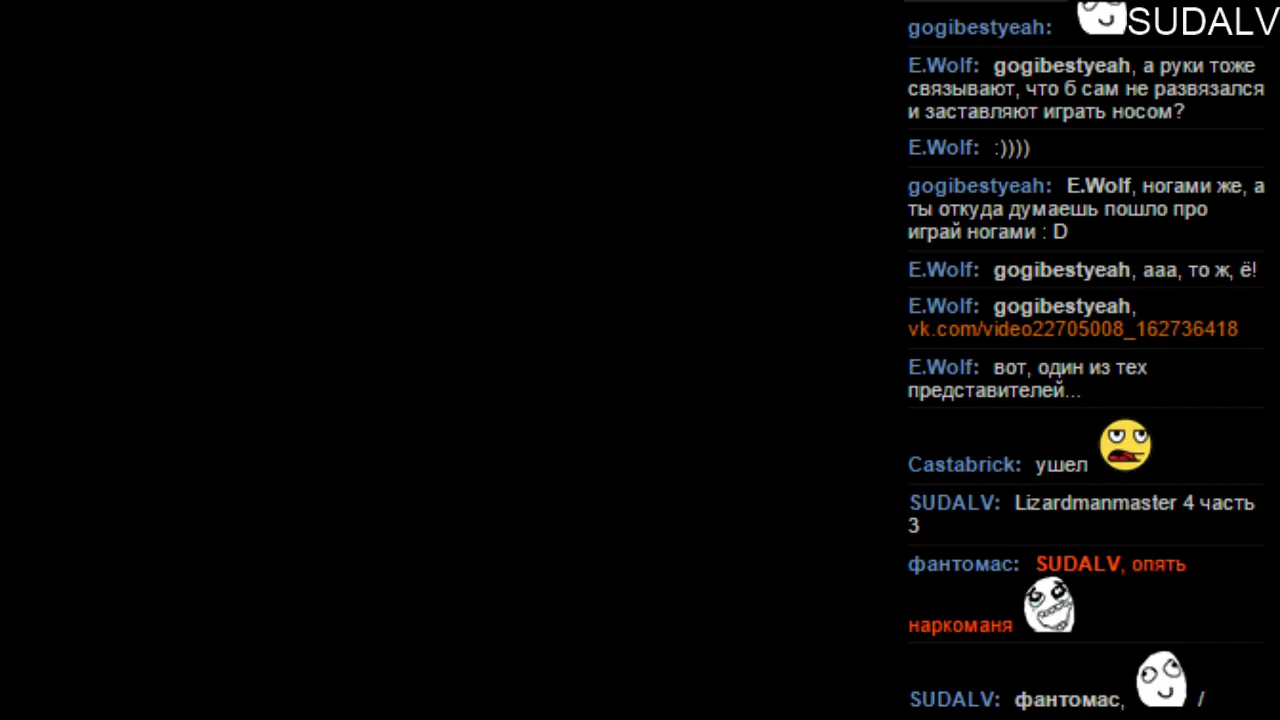 SUDALV
gogibestyeah:
E.Wolf: gogibestyeah, а руки тоже
связывают, что б сам не развязался
и заставляют играть носом?
E.Wolf: :))))
gogibestyeah: E.Wolf, ногами же, а
ты откуда думаешь пошло про
играй ногами : D
E.Wolf: gogibestyeah, ааа, то ж, ё!
E.Wolf: gogibestyeah,
vk.com/video22705008_162736418
E.Wolf: вот, один из тех
представителей...
Castabrick: ушел
SUDALV: Lizardmanmaster 4 часть
3
фантомас: SUDALV, опять
наркоманя
SUDALV: фантомас, /